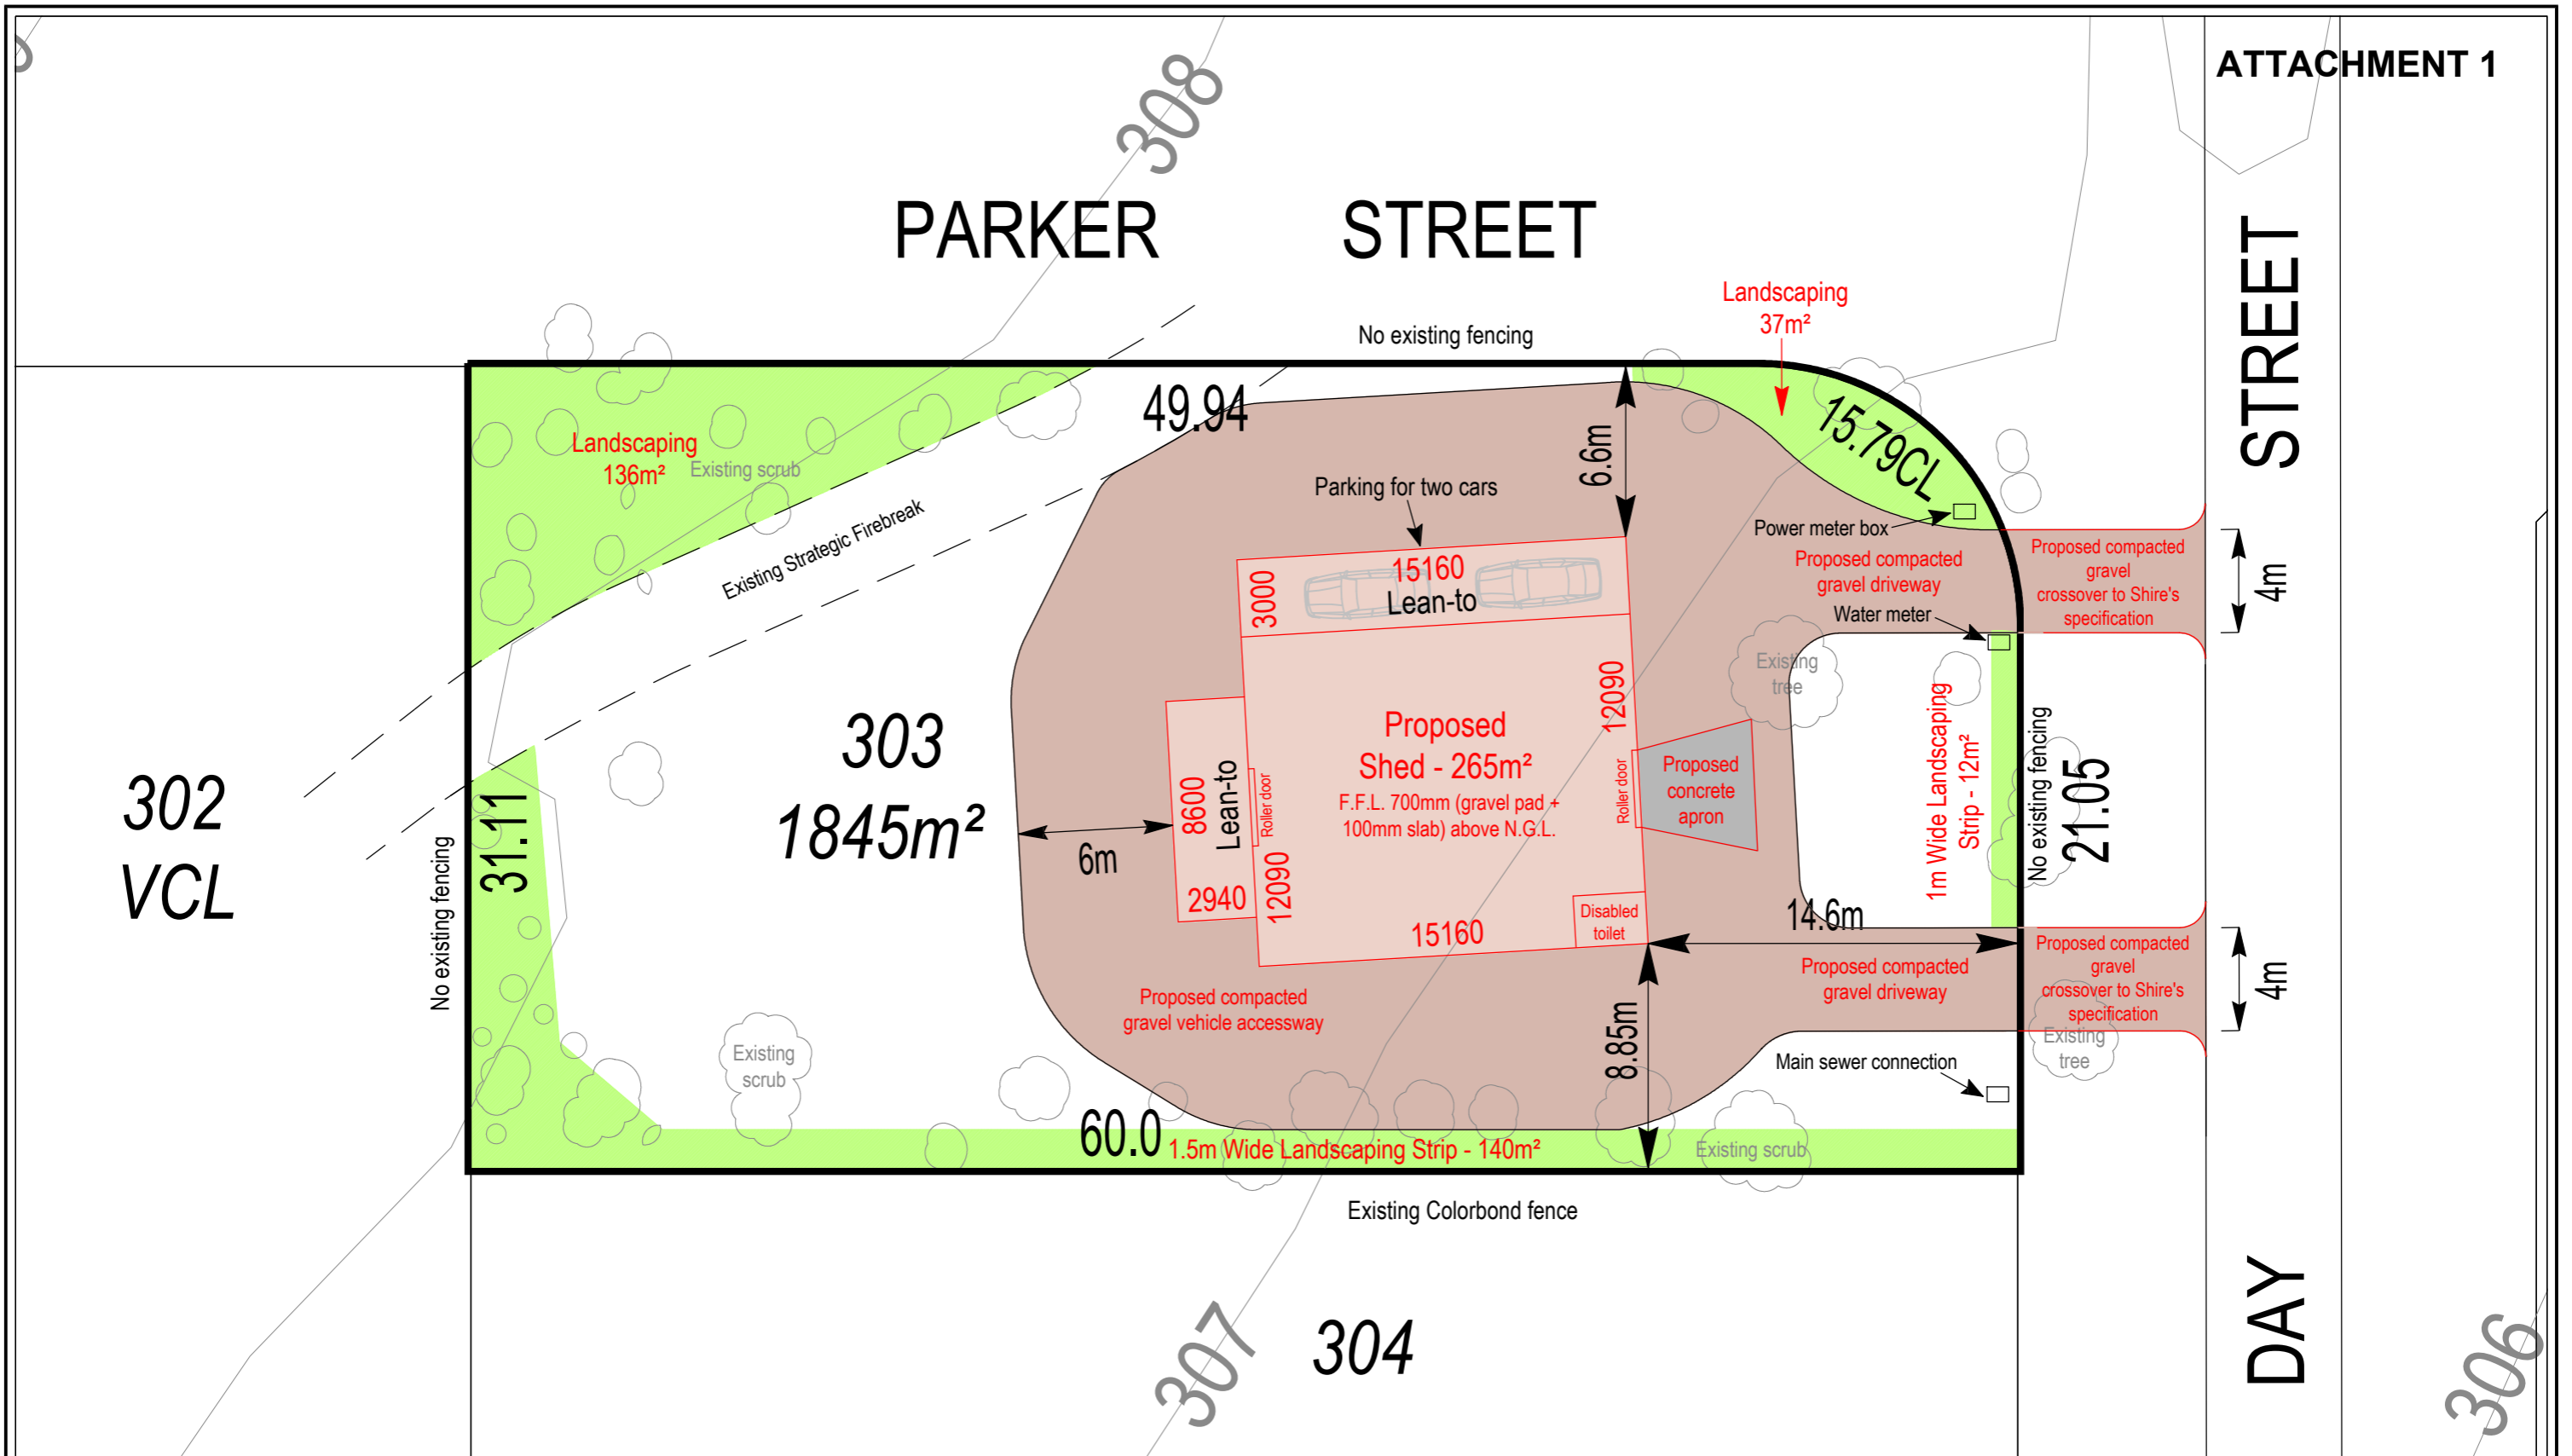 ATTACHMENT 1
308
PARKER STREET
STREET
DAY
Landscaping
37m²
No existing fencing
49.94
15.79CL
Landscaping
136m²
Existing scrub
Existing Strategic Firebreak
6.6m
Parking for two cars
15160
Lean-to
3000
Power meter box
Proposed compacted
gravel driveway
Proposed compacted
gravel
crossover to Shire's
specification
4m
Water meter
Existing
tree
12090
Proposed
Shed - 265m²
F.F.L. 700mm (gravel pad +
100mm slab) above N.G.L.
Roller door
Proposed
concrete
apron
1m Wide Landscaping
Strip - 12m²
No existing fencing
21.05
303
1845m²
302
VCL
No existing fencing
31.11
6m
8600
Lean-to
Roller door
2940
12090
15160
Disabled
toilet
14.6m
Proposed compacted
gravel driveway
Proposed compacted
gravel
crossover to Shire's
specification
4m
Existing
tree
Proposed compacted
gravel vehicle accessway
8.85m
Existing
scrub
Main sewer connection
60.0
1.5m Wide Landscaping Strip - 140m²
Existing scrub
Existing Colorbond fence
307
304
306